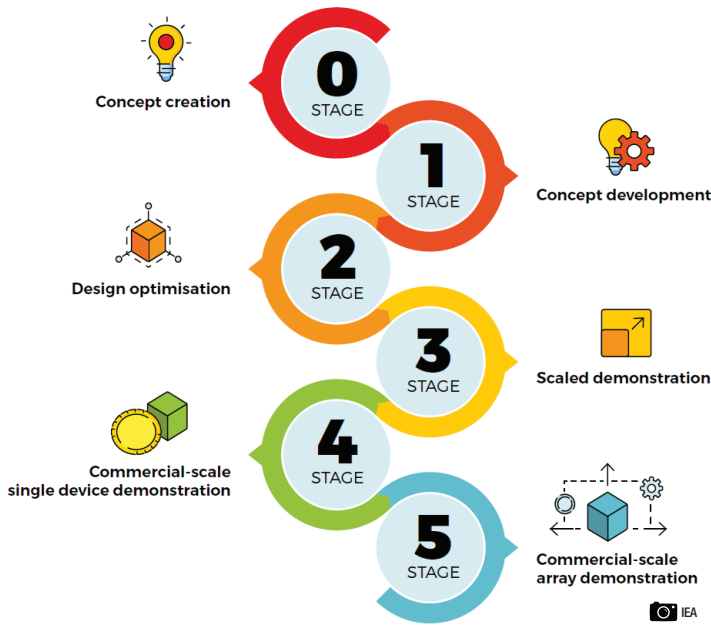 0
STAGE
Concept creation
1
STAGE
Concept development
2
STAGE
Design optimisation
3
STAGE
Scaled demonstration
4
STAGE
Commercial-scale
single device demonstration
5
STAGE
Commercial-scale
array demonstration
IEA